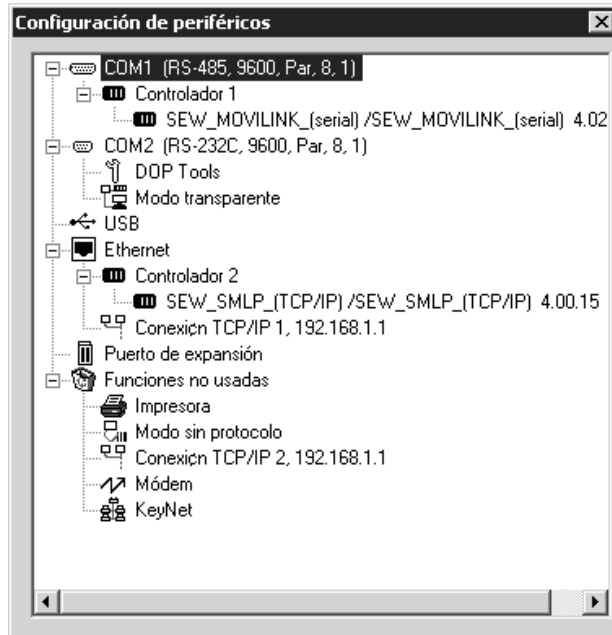 Configuración de periféricos
COM1 (RS-485, 9600, Par, 8, 1)
Controlador 1
SEW_MOVILINK_(serial) /SEW_MOVILINK_(serial) 4.02
COM2 (RS-232C, 9600, Par, 8, 1)
DOP Tools
Modo transparente
USB
Ethernet
Controlador 2
SEW_SMLP_(TCP/IP) /SEW_SMLP_(TCP/IP) 4.00.15
Conexión TCP/IP 1, 192.168.1.1
Puerto de expansión
Funciones no usadas
Impresora
Modo sin protocolo
Conexión TCP/IP 2, 192.168.1.1
Módem
KeyNet